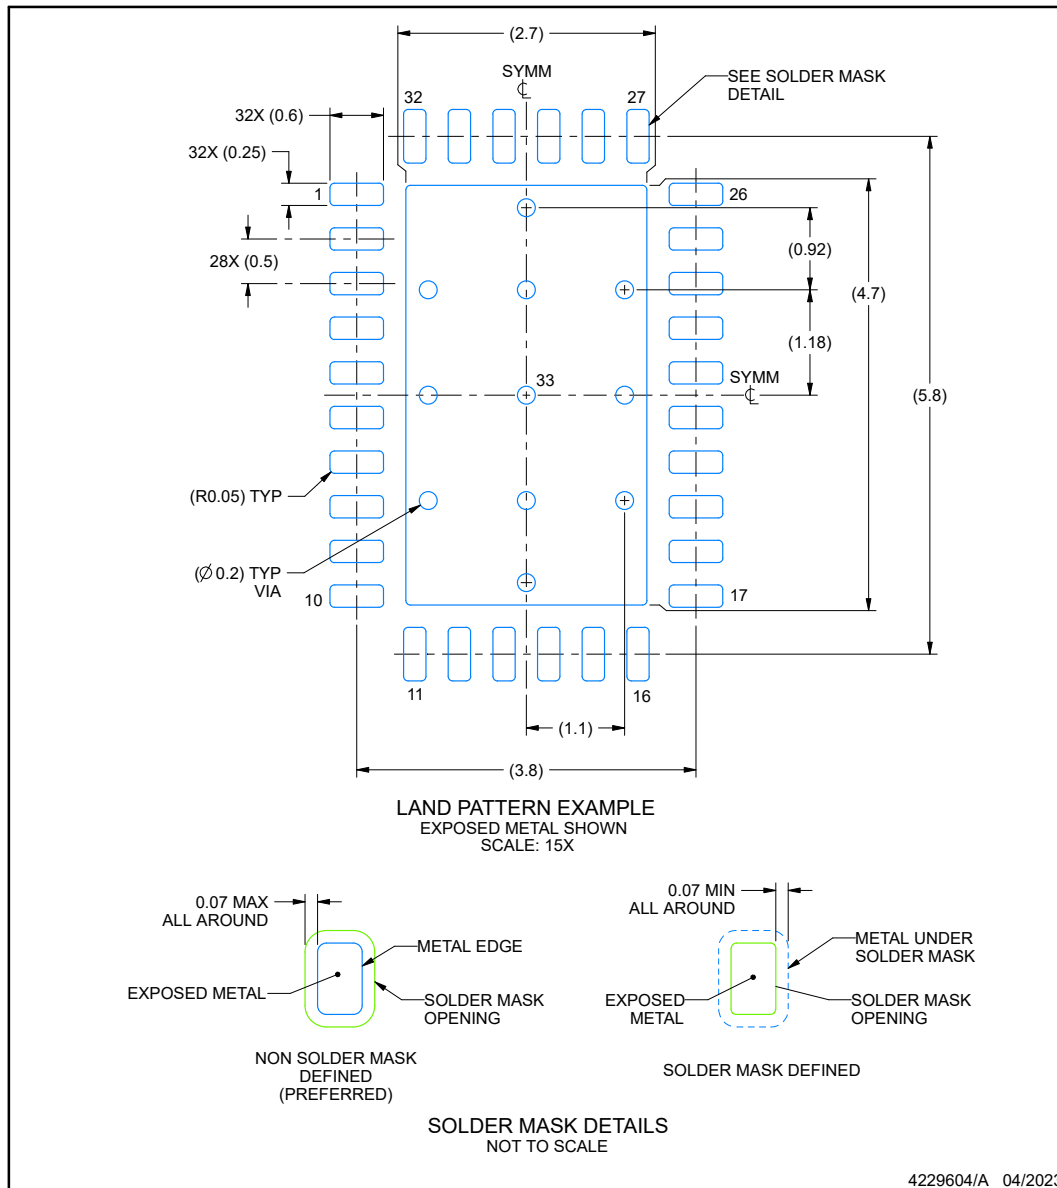 (2.7)
SYMM
℄
32
27
SEE SOLDER MASK
DETAIL
32X (0.6)
32X (0.25)
1
26
28X (0.5)
(0.92)
(4.7)
(1.18)
33
SYMM
℄
(5.8)
(R0.05) TYP
(Ø 0.2) TYP
VIA
10
17
11
16
(1.1)
(3.8)
LAND PATTERN EXAMPLE
EXPOSED METAL SHOWN
SCALE: 15X
0.07 MAX
ALL AROUND
METAL EDGE
EXPOSED METAL
SOLDER MASK
OPENING
NON SOLDER MASK
DEFINED
(PREFERRED)
0.07 MIN
ALL AROUND
METAL UNDER
SOLDER MASK
EXPOSED
METAL
SOLDER MASK
OPENING
SOLDER MASK DEFINED
SOLDER MASK DETAILS
NOT TO SCALE
4229604/A 04/2023